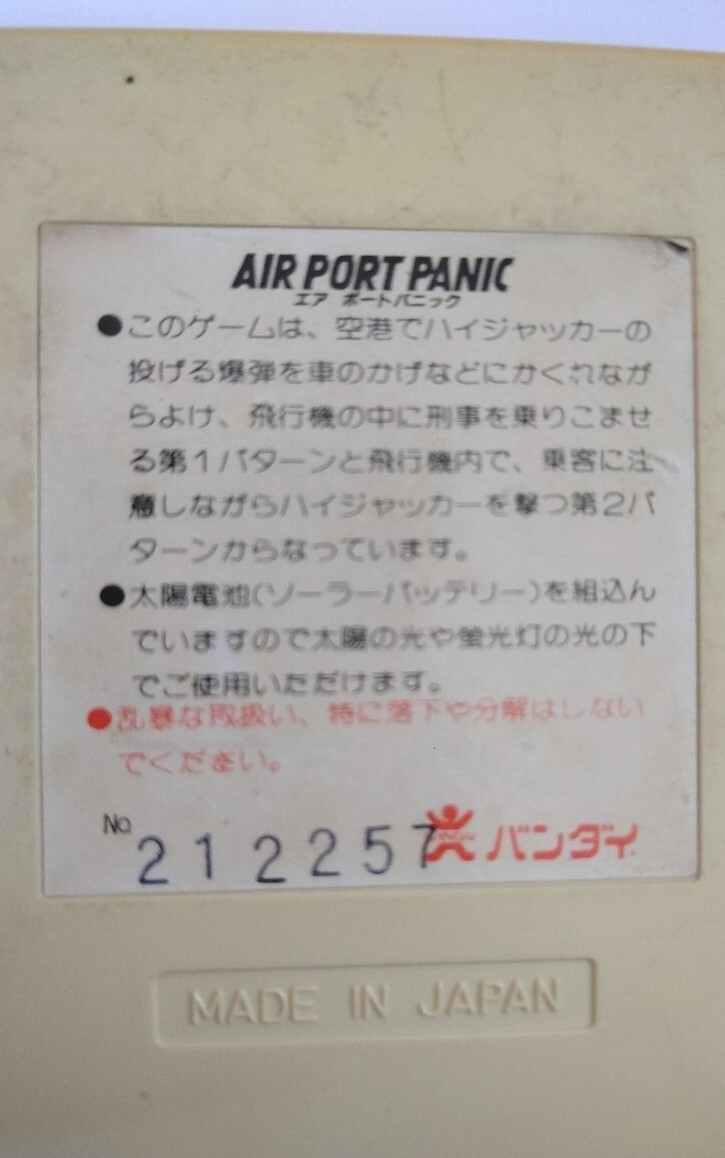 AIR PORT PANIC
エア ポートパニック
●このゲームは、空港でハイジャッカーの
投げる爆弾を車のかげなどにかくれなが
らよけ、飛行機の中に刑事を乗りこませ
る第1パターンと飛行機内で、乗客に注
意しながらハイジャッカーを撃つ第2パ
ターンからなっています。
●太陽電池(ソーラーバッテリー)を組込ん
でいますので太陽の光や螢光灯の光の下
でご使用いただけます。
●乱暴な取扱い、特に落下や分解はしない
でください。
No. 212257 バンダイ
MADE IN JAPAN